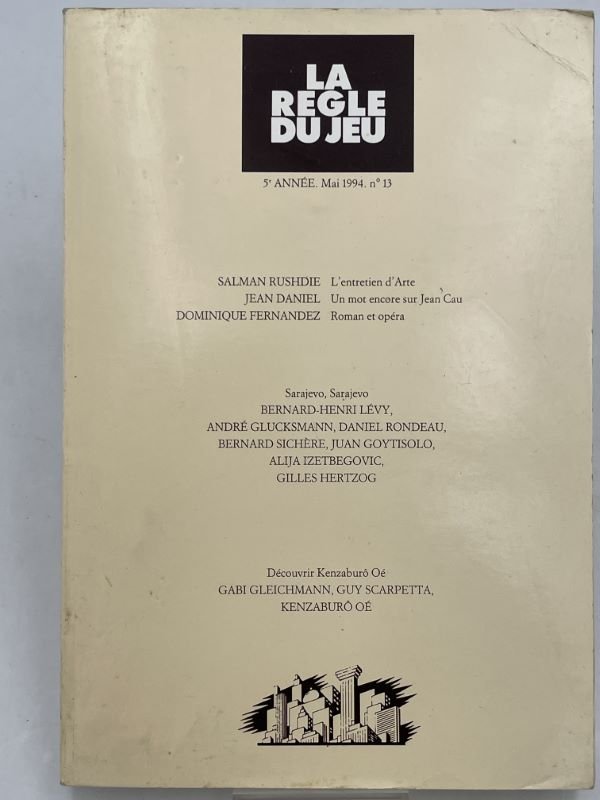 LA
REGLE
DU JEU
5e ANNÉE. Mai 1994. n° 13
SALMAN RUSHDIE L'entretien d'Arte
JEAN DANIEL Un mot encore sur Jean Cau
DOMINIQUE FERNANDEZ Roman et opéra
Sarajevo, Sarajevo
BERNARD-HENRI LÉVY,
ANDRÉ GLUCKSMANN, DANIEL RONDEAU,
BERNARD SICHÈRE, JUAN GOYTISOLO,
ALIJA IZETBEGOVIC,
GILLES HERTZOG
Découvrir Kenzaburô Oé
GABI GLEICHMANN, GUY SCARPETTA,
KENZABURÔ OÉ